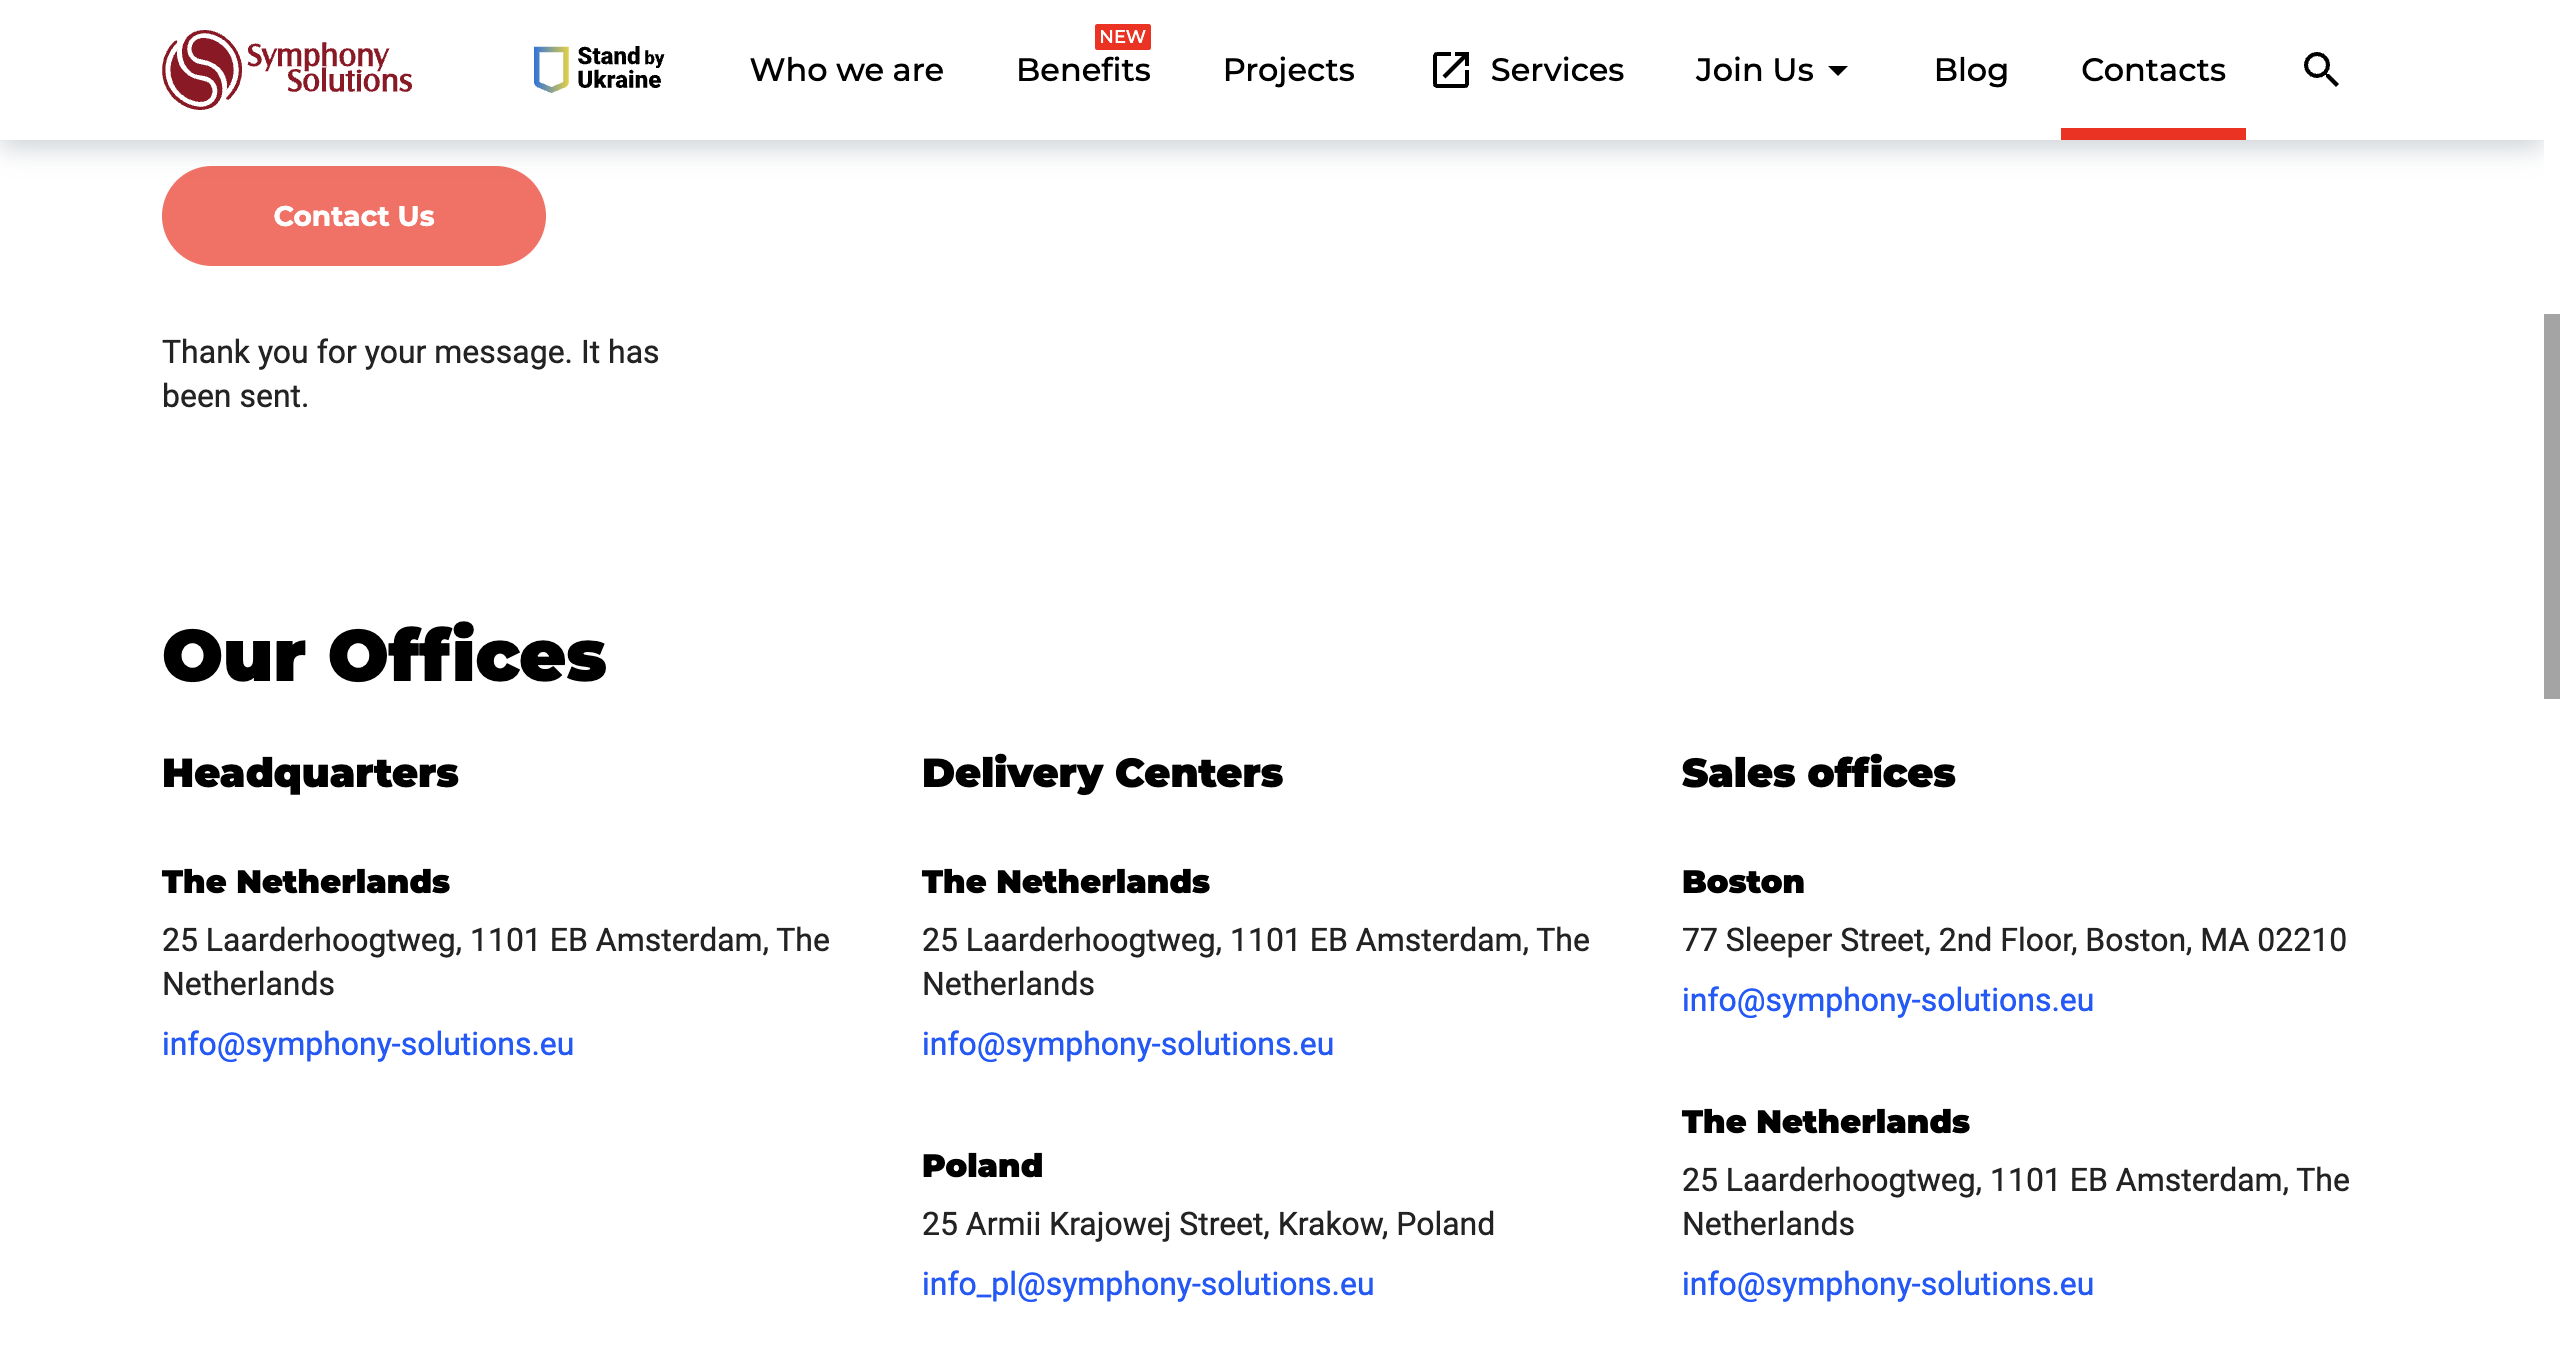 Symphony
Solutions
Stand by
Ukraine
Who we are
NEW
Benefits
Projects
Services
Join Us
Blog
Contacts
Contact Us
Thank you for your message. It has
been sent.
Our Offices
Headquarters
The Netherlands
25 Laarderhoogtweg, 1101 EB Amsterdam, The
Netherlands
info@symphony-solutions.eu
Delivery Centers
The Netherlands
25 Laarderhoogtweg, 1101 EB Amsterdam, The
Netherlands
info@symphony-solutions.eu
Poland
25 Armii Krajowej Street, Krakow, Poland
info_pl@symphony-solutions.eu
Sales offices
Boston
77 Sleeper Street, 2nd Floor, Boston, MA 02210
info@symphony-solutions.eu
The Netherlands
25 Laarderhoogtweg, 1101 EB Amsterdam, The
Netherlands
info@symphony-solutions.eu